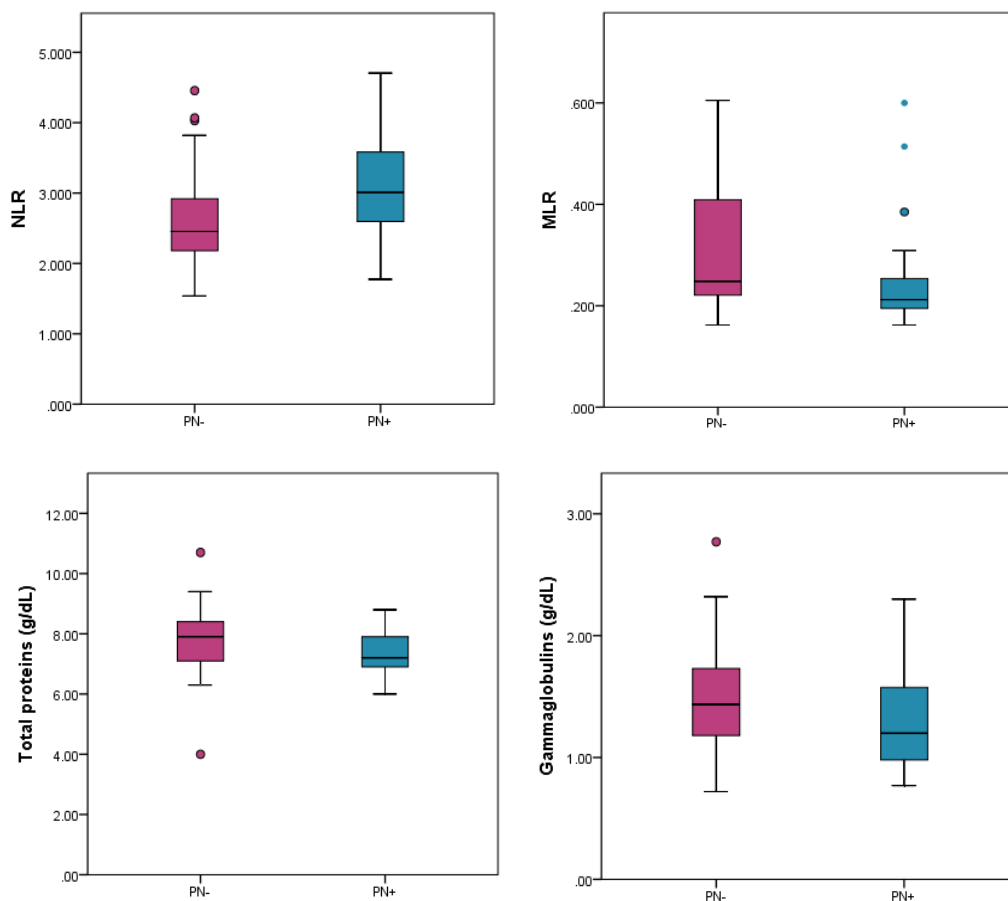 NLR
5.000
4.000
3.000
2.000
1.000
.000
PN-
PN+
MLR
.600
.400
.200
.000
PN-
PN+
Total proteins (g/dL)
12.00
10.00
8.00
6.00
4.00
2.00
.00
PN-
PN+
Gammaglobulins (g/dL)
3.00
2.00
1.00
.00
PN-
PN+